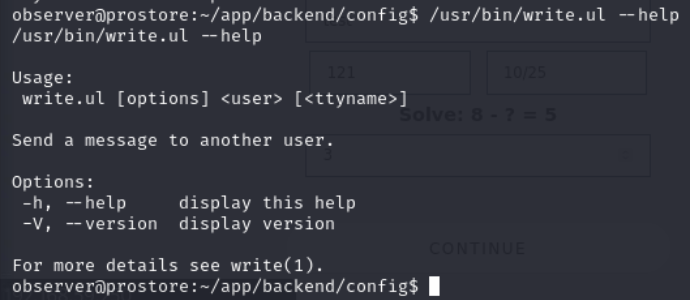 observer@prostore:~/app/backend/config$ /usr/bin/write.ul --help
/usr/bin/write.ul --help
Usage:
write.ul [options] <user> [<ttyname>]
121
10/25
Solve: 8 - ? = 5
Send a message to another user.
3
Options:
-h, --help     display this help
-V, --version  display version
CONTINUE
For more details see write(1).
observer@prostore:~/app/backend/config$